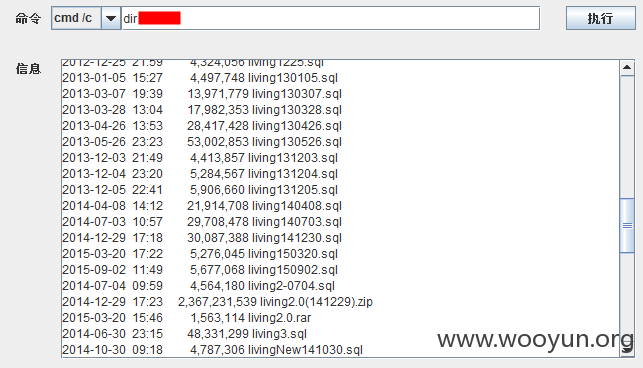 命令 cmd /c dir 执行
信息
2012-12-25 21:59 4,324,056 living1225.sql
2013-01-05 15:27 4,497,748 living130105.sql
2013-03-07 19:39 13,971,779 living130307.sql
2013-03-28 13:04 17,982,353 living130328.sql
2013-04-26 13:53 28,417,428 living130426.sql
2013-05-26 23:23 53,002,853 living130526.sql
2013-12-03 21:49 4,413,857 living131203.sql
2013-12-04 23:20 5,284,567 living131204.sql
2013-12-05 22:41 5,906,660 living131205.sql
2014-04-08 14:12 21,914,708 living140408.sql
2014-07-03 10:57 29,708,478 living140703.sql
2014-12-29 17:18 30,087,388 living141230.sql
2015-03-20 17:22 5,276,045 living150320.sql
2015-09-02 11:49 5,677,068 living150902.sql
2014-07-04 09:59 4,564,180 living2-0704.sql
2014-12-29 17:23 2,367,231,539 living2.0(141229).zip
2015-03-20 15:46 1,563,114 living2.0.rar
2014-06-30 23:15 48,331,299 living3.sql
2014-10-30 09:18 4,787,306 livingNew141030.sql
www.wooyun.org